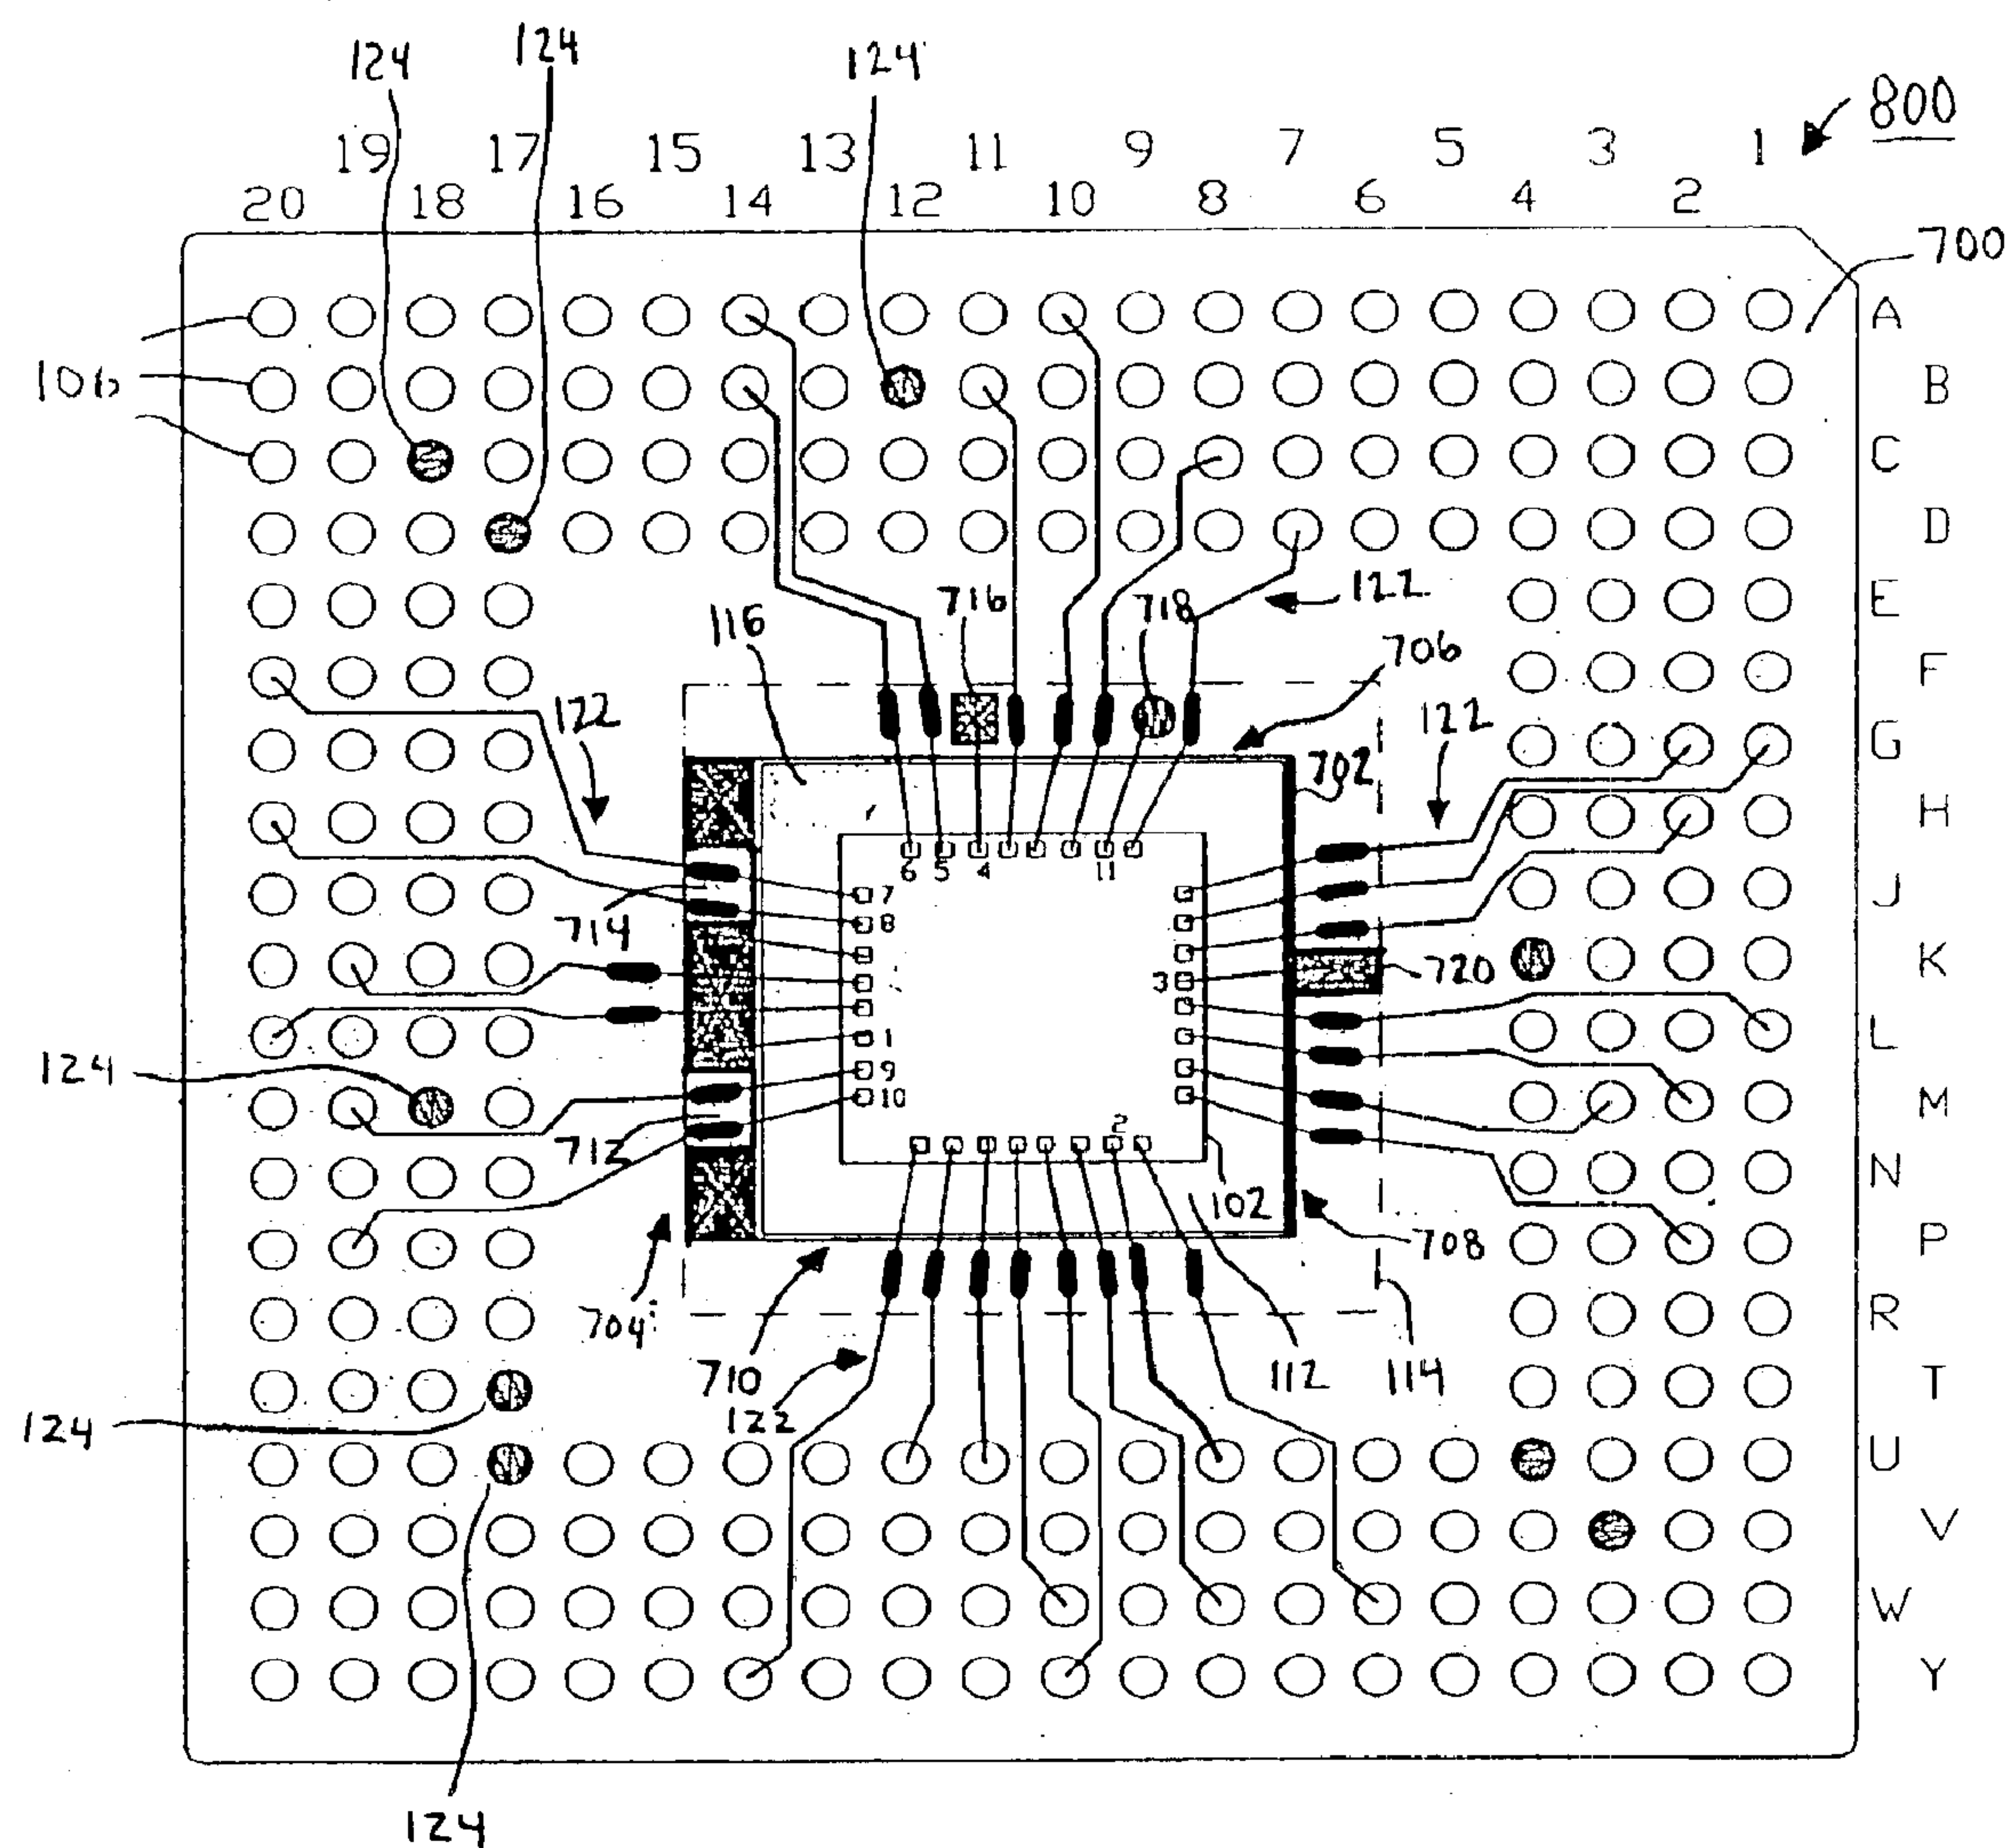 124 124 124
800
19 17 15 13 11 9 7 5 3 1
20 18 16 14 12 10 8 6 4 2
700
A
106
B
C
D
716 718 122
E
116
706
F
122 122
702
G
H
6 5 4 11
7
714
8
J
3
720
K
1
L
124
9
10
M
712
2
N
102
708
P
704
R
710
122
112 114
T
124
U
V
W
Y
124